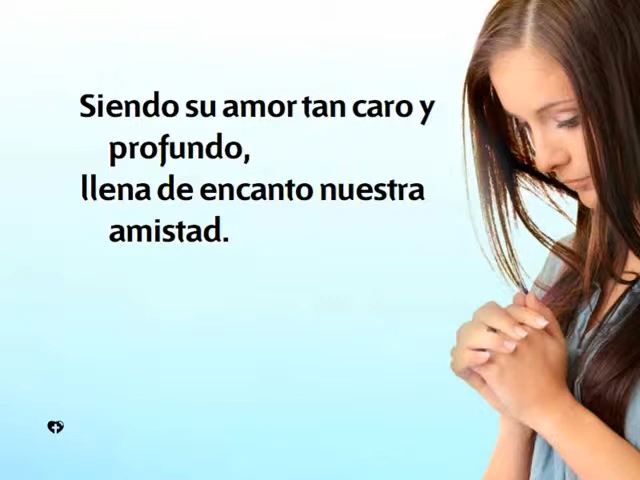 Siendo su amor tan caro y
profundo,
llena de encanto nuestra
amistad.